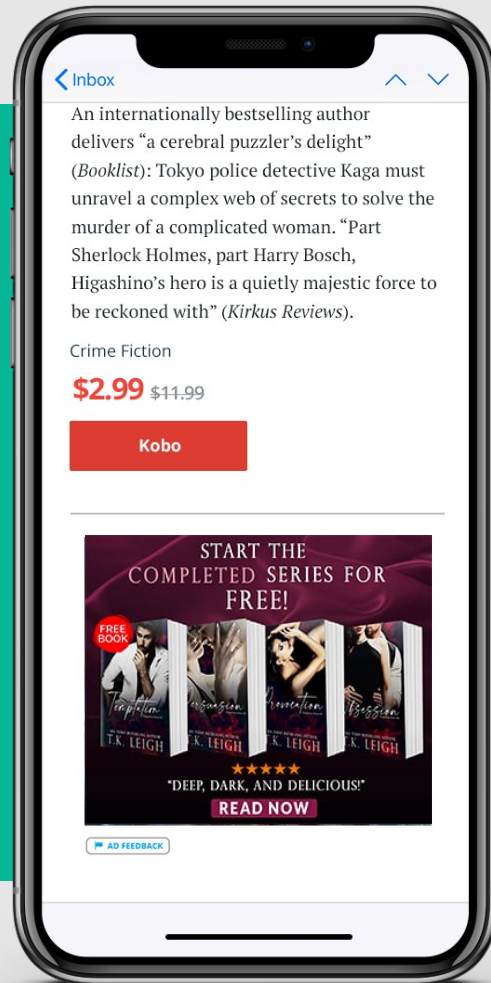 Inbox
An internationally bestselling author
delivers “a cerebral puzzler’s delight”
(Booklist): Tokyo police detective Kaga must
unravel a complex web of secrets to solve the
murder of a complicated woman. “Part
Sherlock Holmes, part Harry Bosch,
Higashino’s hero is a quietly majestic force to
be reckoned with” (Kirkus Reviews).
Crime Fiction
$2.99 $11.99
Kobo
START THE
COMPLETED SERIES FOR
FREE!
FREE
BOOK
Temptation
Persuasion
Provocation
Obsession
T.K. LEIGH
T.K. LEIGH
T.K. LEIGH
T.K. LEIGH
"DEEP, DARK, AND DELICIOUS!"
READ NOW
AD FEEDBACK